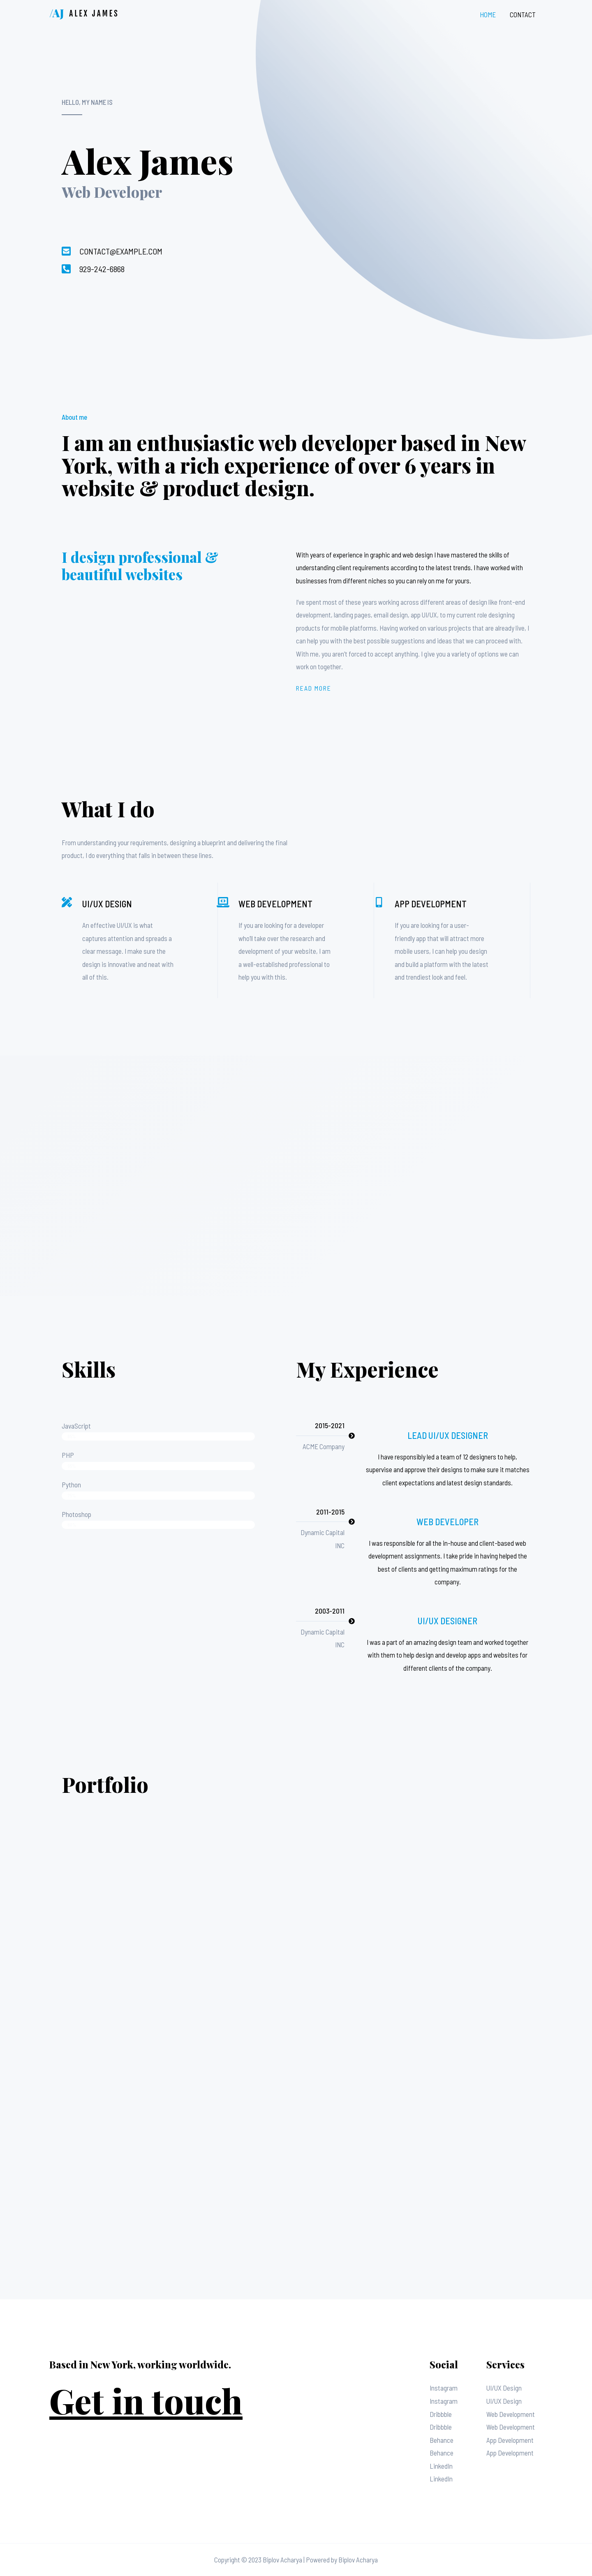 /AJ ALEX JAMES
HOME CONTACT
HELLO, MY NAME IS
Alex James
Web Developer
CONTACT@EXAMPLE.COM
929-242-6868
About me
I am an enthusiastic web developer based in New
York, with a rich experience of over 6 years in
website & product design.
I design professional &
beautiful websites
With years of experience in graphic and web design I have mastered the skills of
understanding client requirements according to the latest trends. I have worked with
businesses from different niches so you can rely on me for yours.
I've spent most of these years working across different areas of design like front-end
development, landing pages, email design, app UI/UX, to my current role designing
products for mobile platforms. Having worked on various projects that are already live, I
can help you with the best possible suggestions and ideas that we can proceed with.
With me, you aren't forced to accept anything. I give you a variety of options we can
work on together.
READ MORE
What I do
From understanding your requirements, designing a blueprint and delivering the final
product, I do everything that falls in between these lines.
UI/UX DESIGN
An effective UI/UX is what
captures attention and spreads a
clear message. I make sure the
design is innovative and neat with
all of this.
WEB DEVELOPMENT
If you are looking for a developer
who'll take over the research and
development of your website, I am
a well-established professional to
help you with this.
APP DEVELOPMENT
If you are looking for a user-
friendly app that will attract more
mobile users, I can help you design
and build a platform with the latest
and trendiest look and feel.
Skills
JavaScript
PHP
Python
Photoshop
My Experience
2015-2021
ACME Company
LEAD UI/UX DESIGNER
I have responsibly led a team of 12 designers to help,
supervise and approve their designs to make sure it matches
client expectations and latest design standards.
2011-2015
Dynamic Capital
INC
WEB DEVELOPER
I was responsible for all the in-house and client-based web
development assignments. I take pride in having helped the
best of clients and getting maximum ratings for the
company.
2003-2011
Dynamic Capital
INC
UI/UX DESIGNER
I was a part of an amazing design team and worked together
with them to help design and develop apps and websites for
different clients of the company.
Portfolio
Based in New York, working worldwide.
Get in touch
Social
Instagram
Instagram
Dribbble
Dribbble
Behance
Behance
LinkedIn
LinkedIn
Services
UI/UX Design
UI/UX Design
Web Development
Web Development
App Development
App Development
Copyright © 2023 Biplov Acharya | Powered by Biplov Acharya